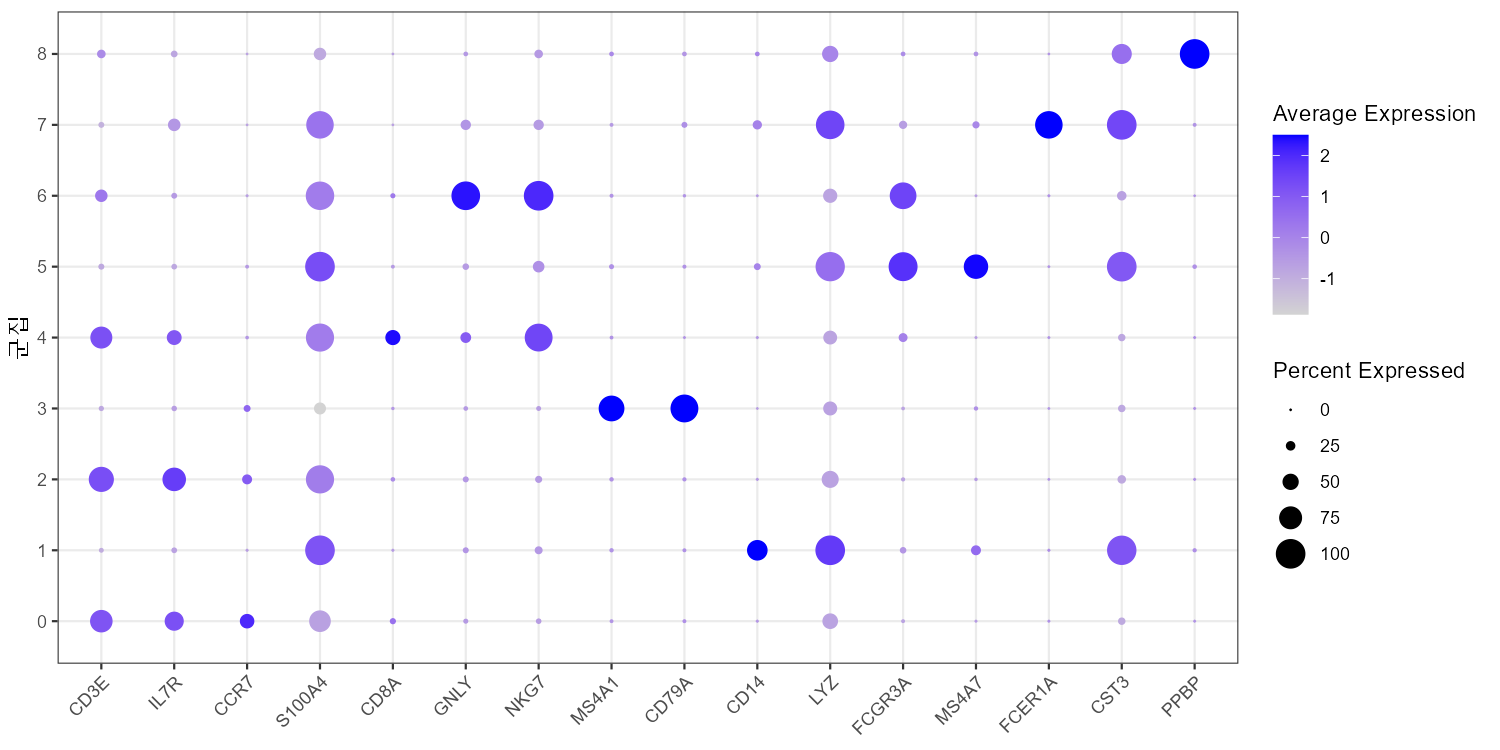 8
7
6
5
4
3
2
1
0
군집
CD3E
IL7R
CCR7
S100A4
CD8A
GNLY
NKG7
MS4A1
CD79A
CD14
LYZ
FCGR3A
MS4A7
FCER1A
CST3
PPBP
Average Expression
2
1
0
-1
Percent Expressed
0
25
50
75
100